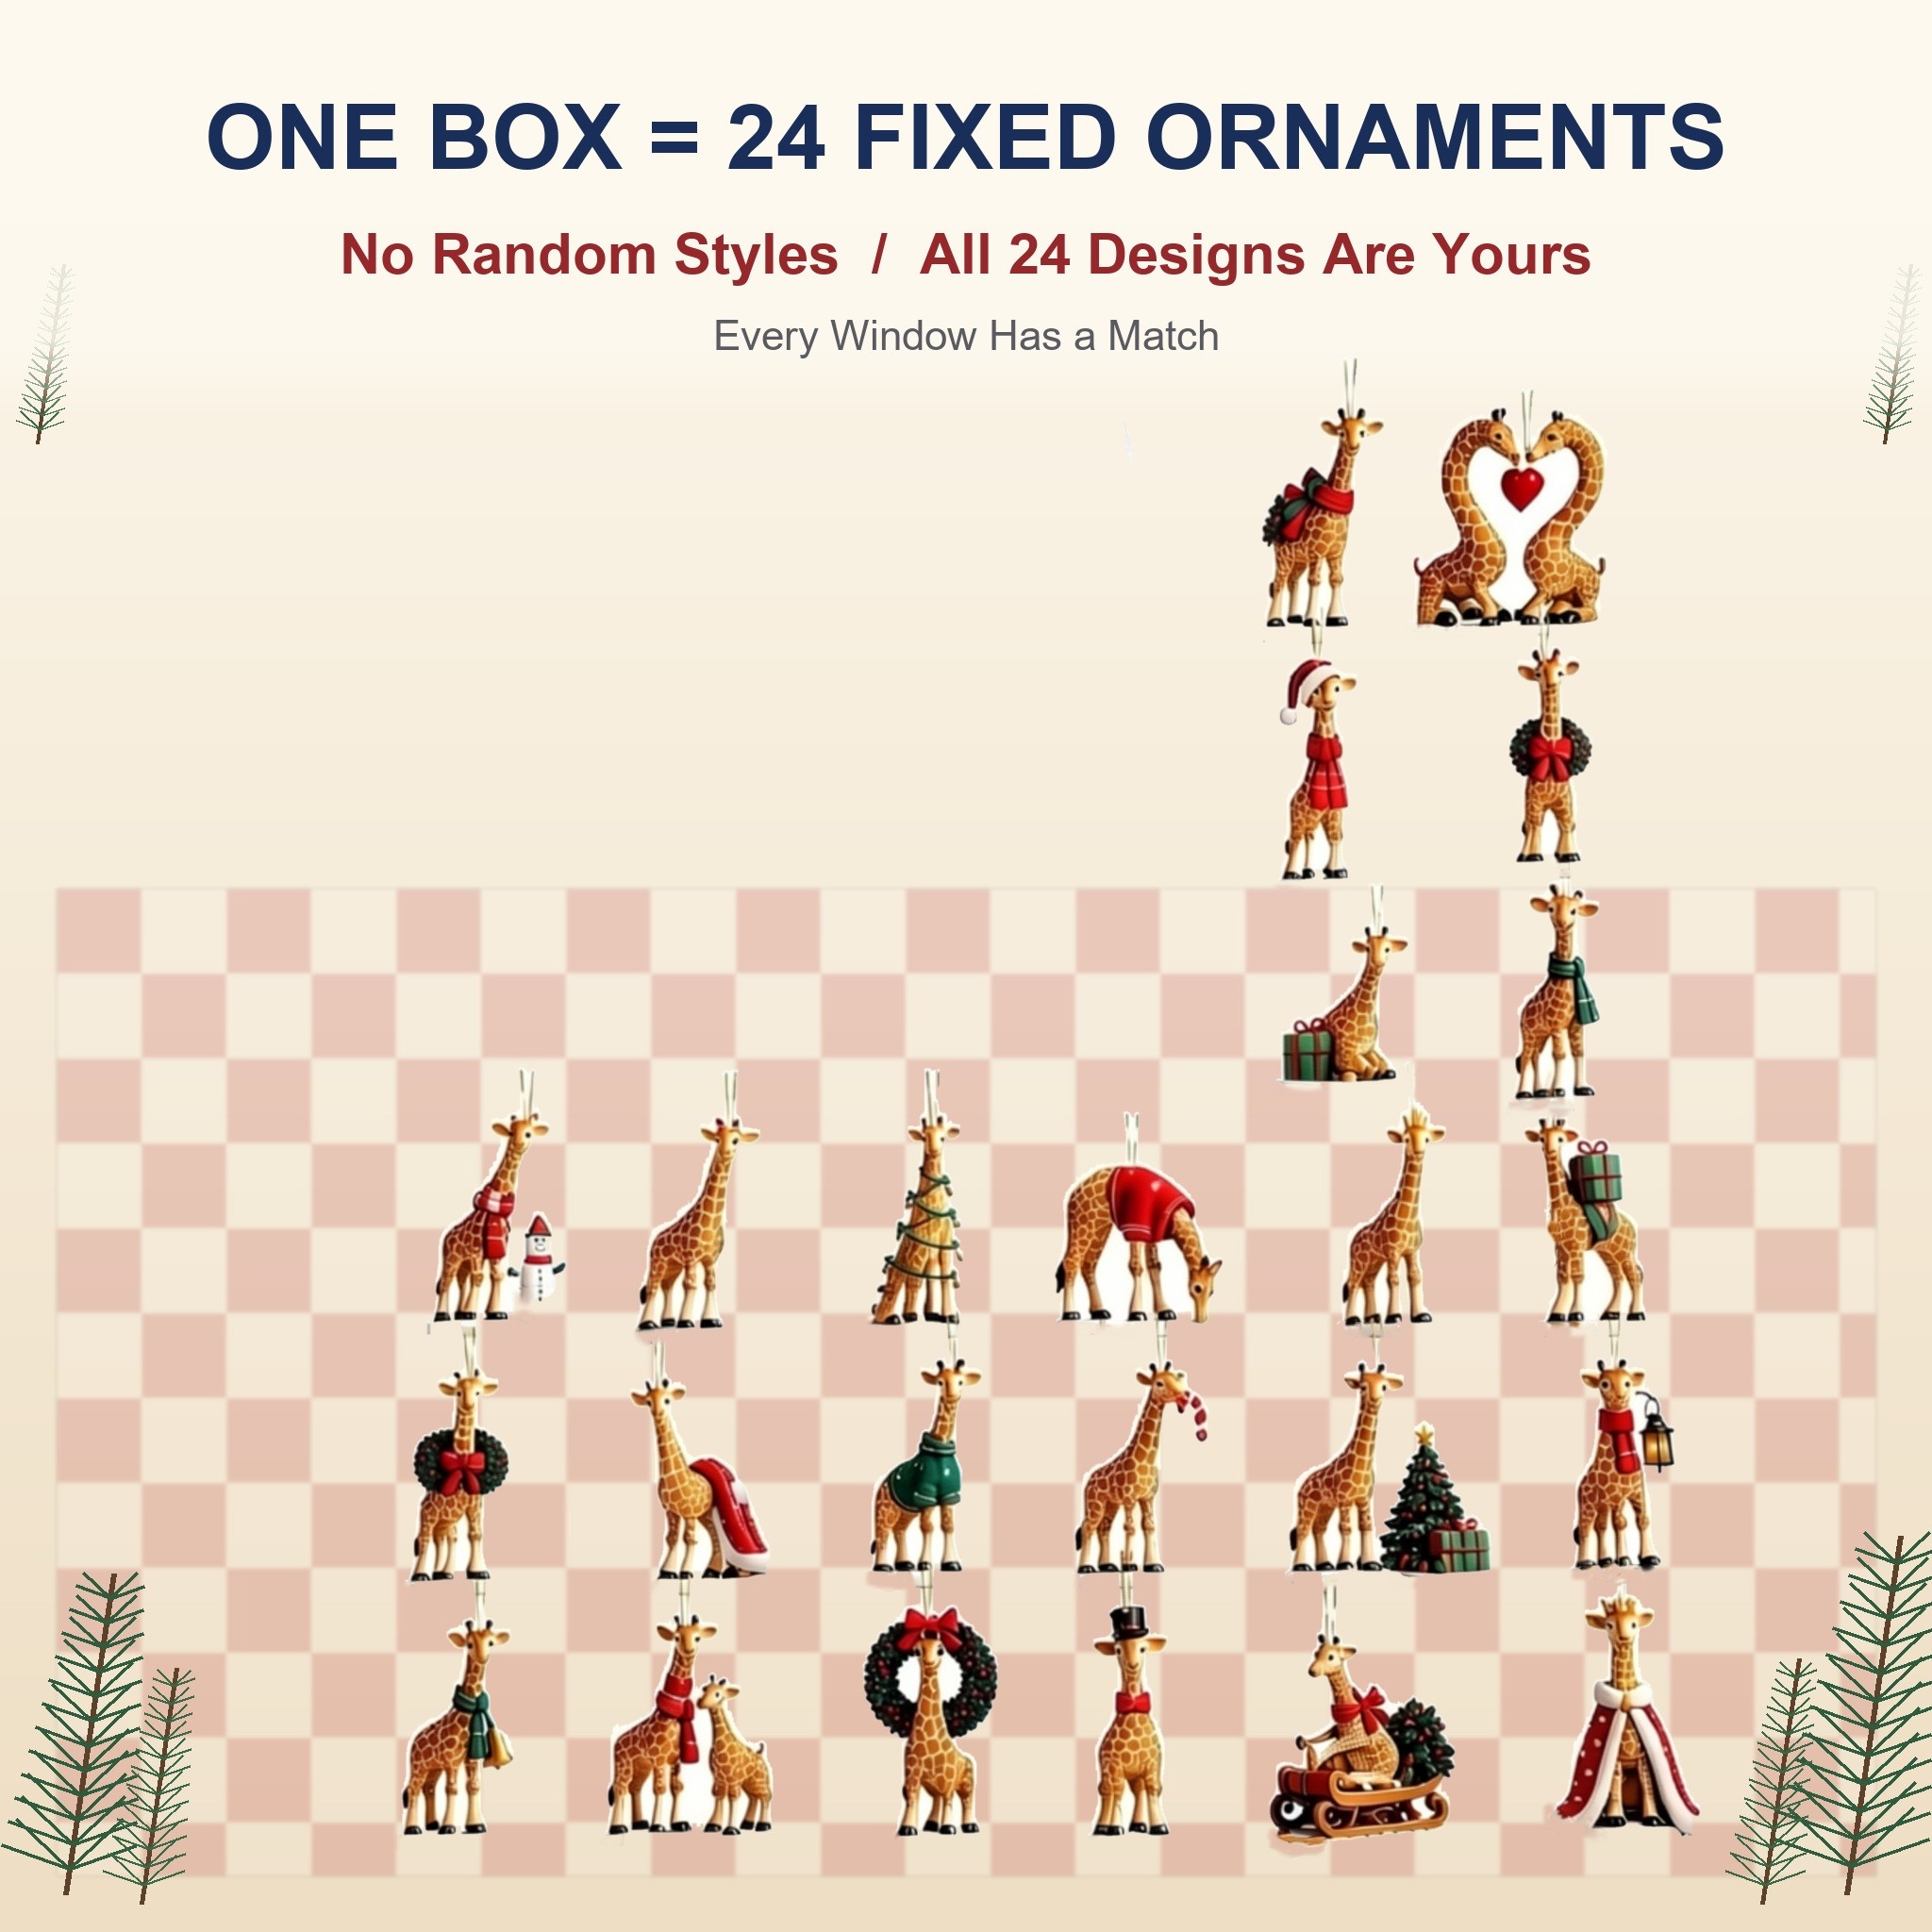 ONE BOX = 24 FIXED ORNAMENTS
No Random Styles / All 24 Designs Are Yours
Every Window Has a Match